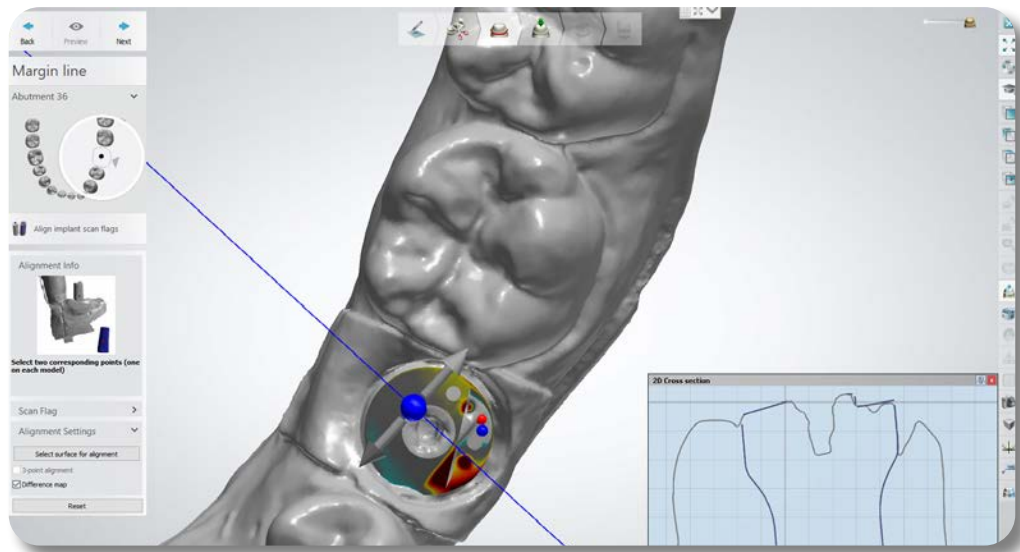 Back
Preview
Next
Margin line
Abutment 36
Align implant scan flags
Alignment Info
Select two corresponding points (one
on each model)
Scan Flag
Alignment Settings
Select surface for alignment
3-point alignment
Difference map
Reset
2D Cross section